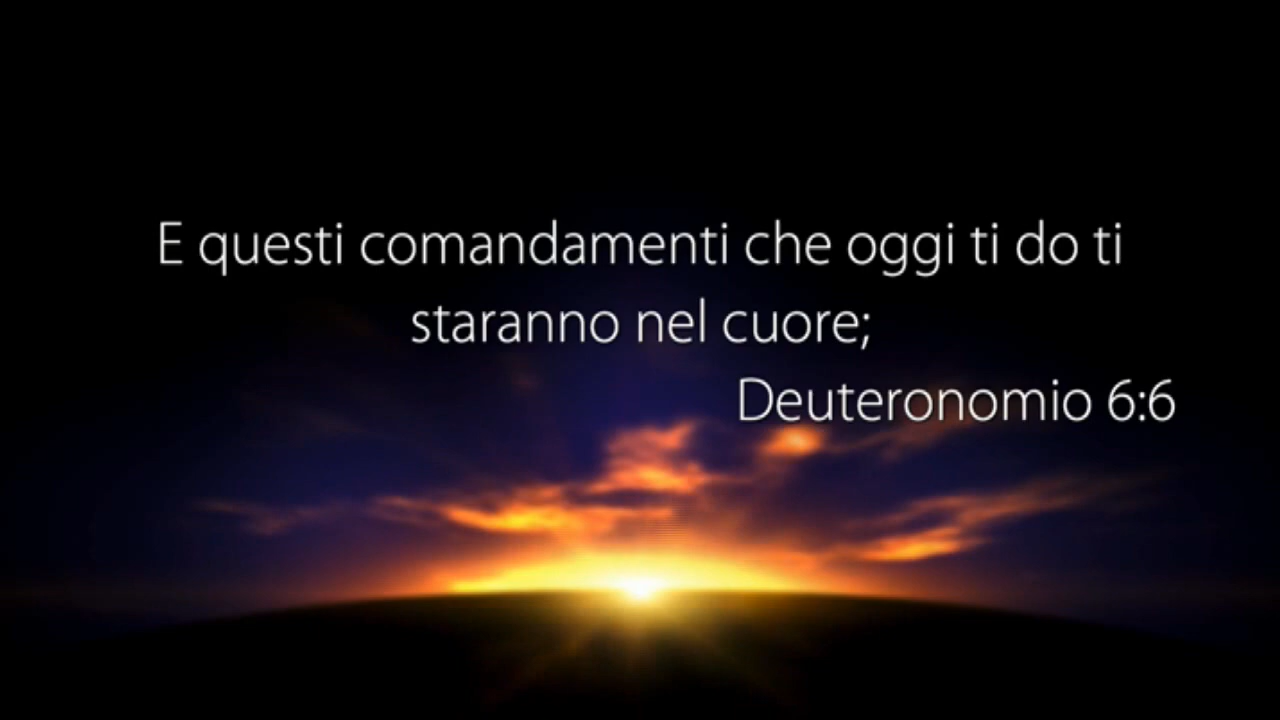 E questi comandamenti che oggi ti do ti
staranno nel cuore;
Deuteronomio 6:6